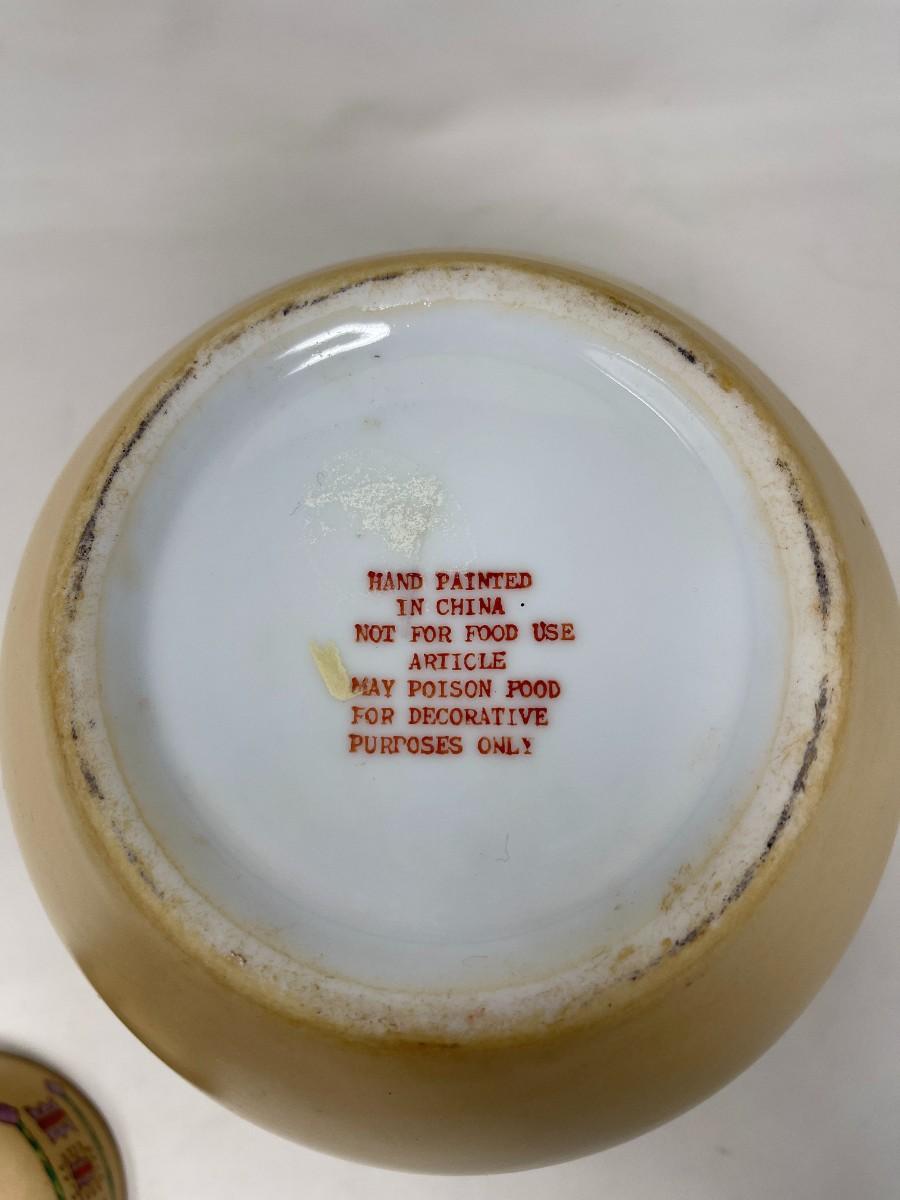 HAND PAINTED
IN CHINA
NOT FOR FOOD USE
ARTICLE
MAY POISON FOOD
FOR DECORATIVE
PURPOSES ONLY